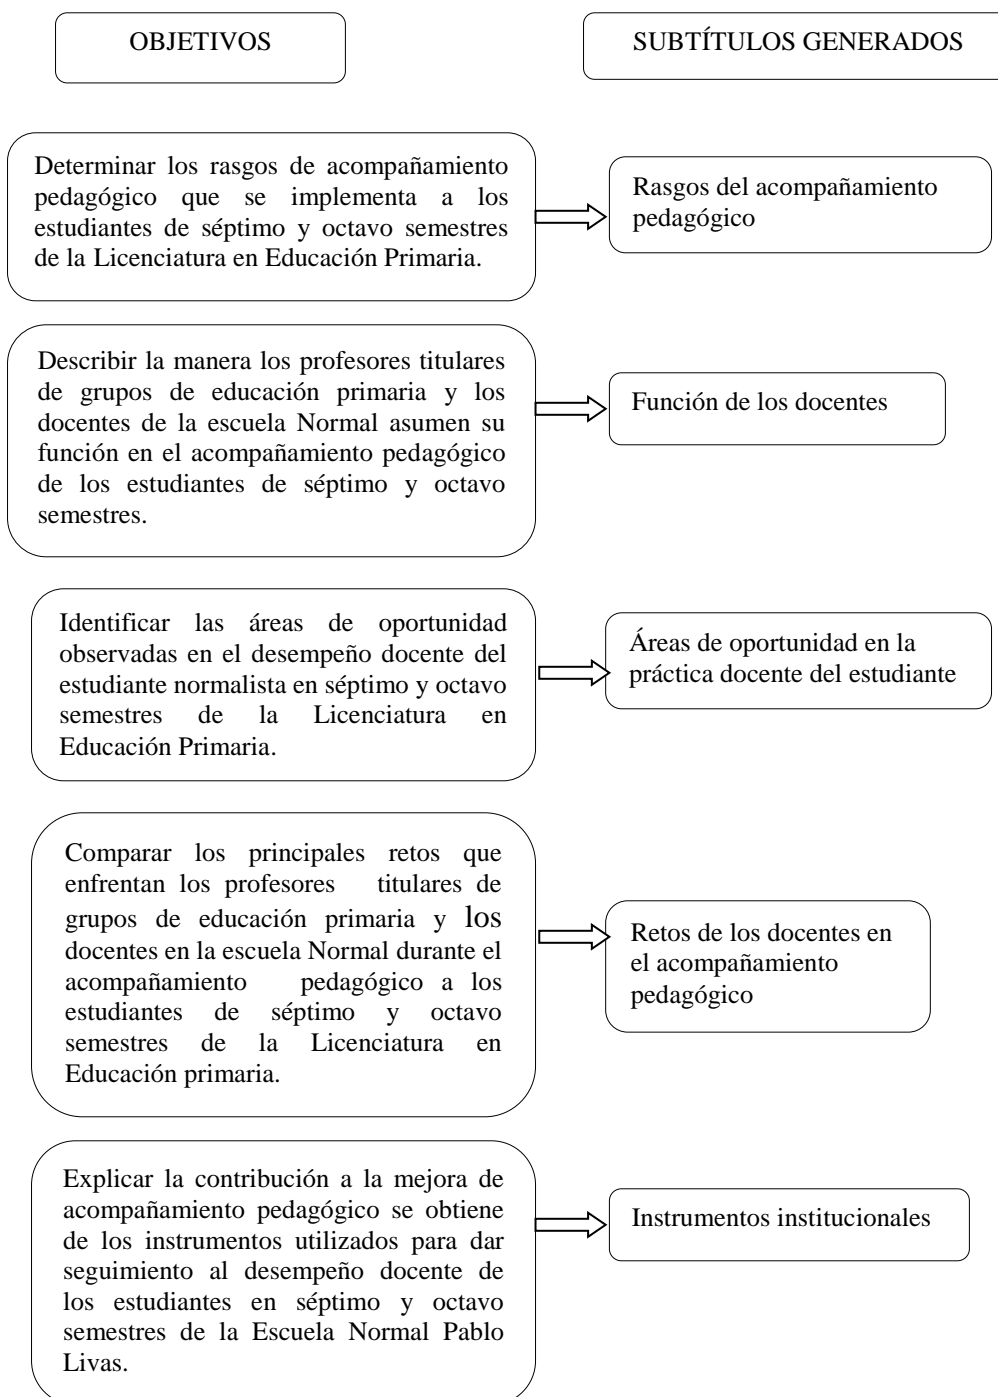 OBJETIVOS
SUBTÍTULOS GENERADOS
Determinar los rasgos de acompañamiento
pedagógico que se implementa a los
estudiantes de séptimo y octavo semestres
de la Licenciatura en Educación Primaria.
Rasgos del acompañamiento
pedagógico
Describir la manera los profesores titulares
de grupos de educación primaria y los
docentes de la escuela Normal asumen su
función en el acompañamiento pedagógico
de los estudiantes de séptimo y octavo
semestres.
Función de los docentes
Identificar las áreas de oportunidad
observadas en el desempeño docente del
estudiante normalista en séptimo y octavo
semestres de la Licenciatura en
Educación Primaria.
Áreas de oportunidad en la
práctica docente del estudiante
Comparar los principales retos que
enfrentan los profesores titulares de
grupos de educación primaria y los
docentes en la escuela Normal durante el
acompañamiento pedagógico a los
estudiantes de séptimo y octavo
semestres de la Licenciatura en
Educación primaria.
Retos de los docentes en
el acompañamiento
pedagógico
Explicar la contribución a la mejora de
acompañamiento pedagógico se obtiene
de los instrumentos utilizados para dar
seguimiento al desempeño docente de
los estudiantes en séptimo y octavo
semestres de la Escuela Normal Pablo
Livas.
Instrumentos institucionales